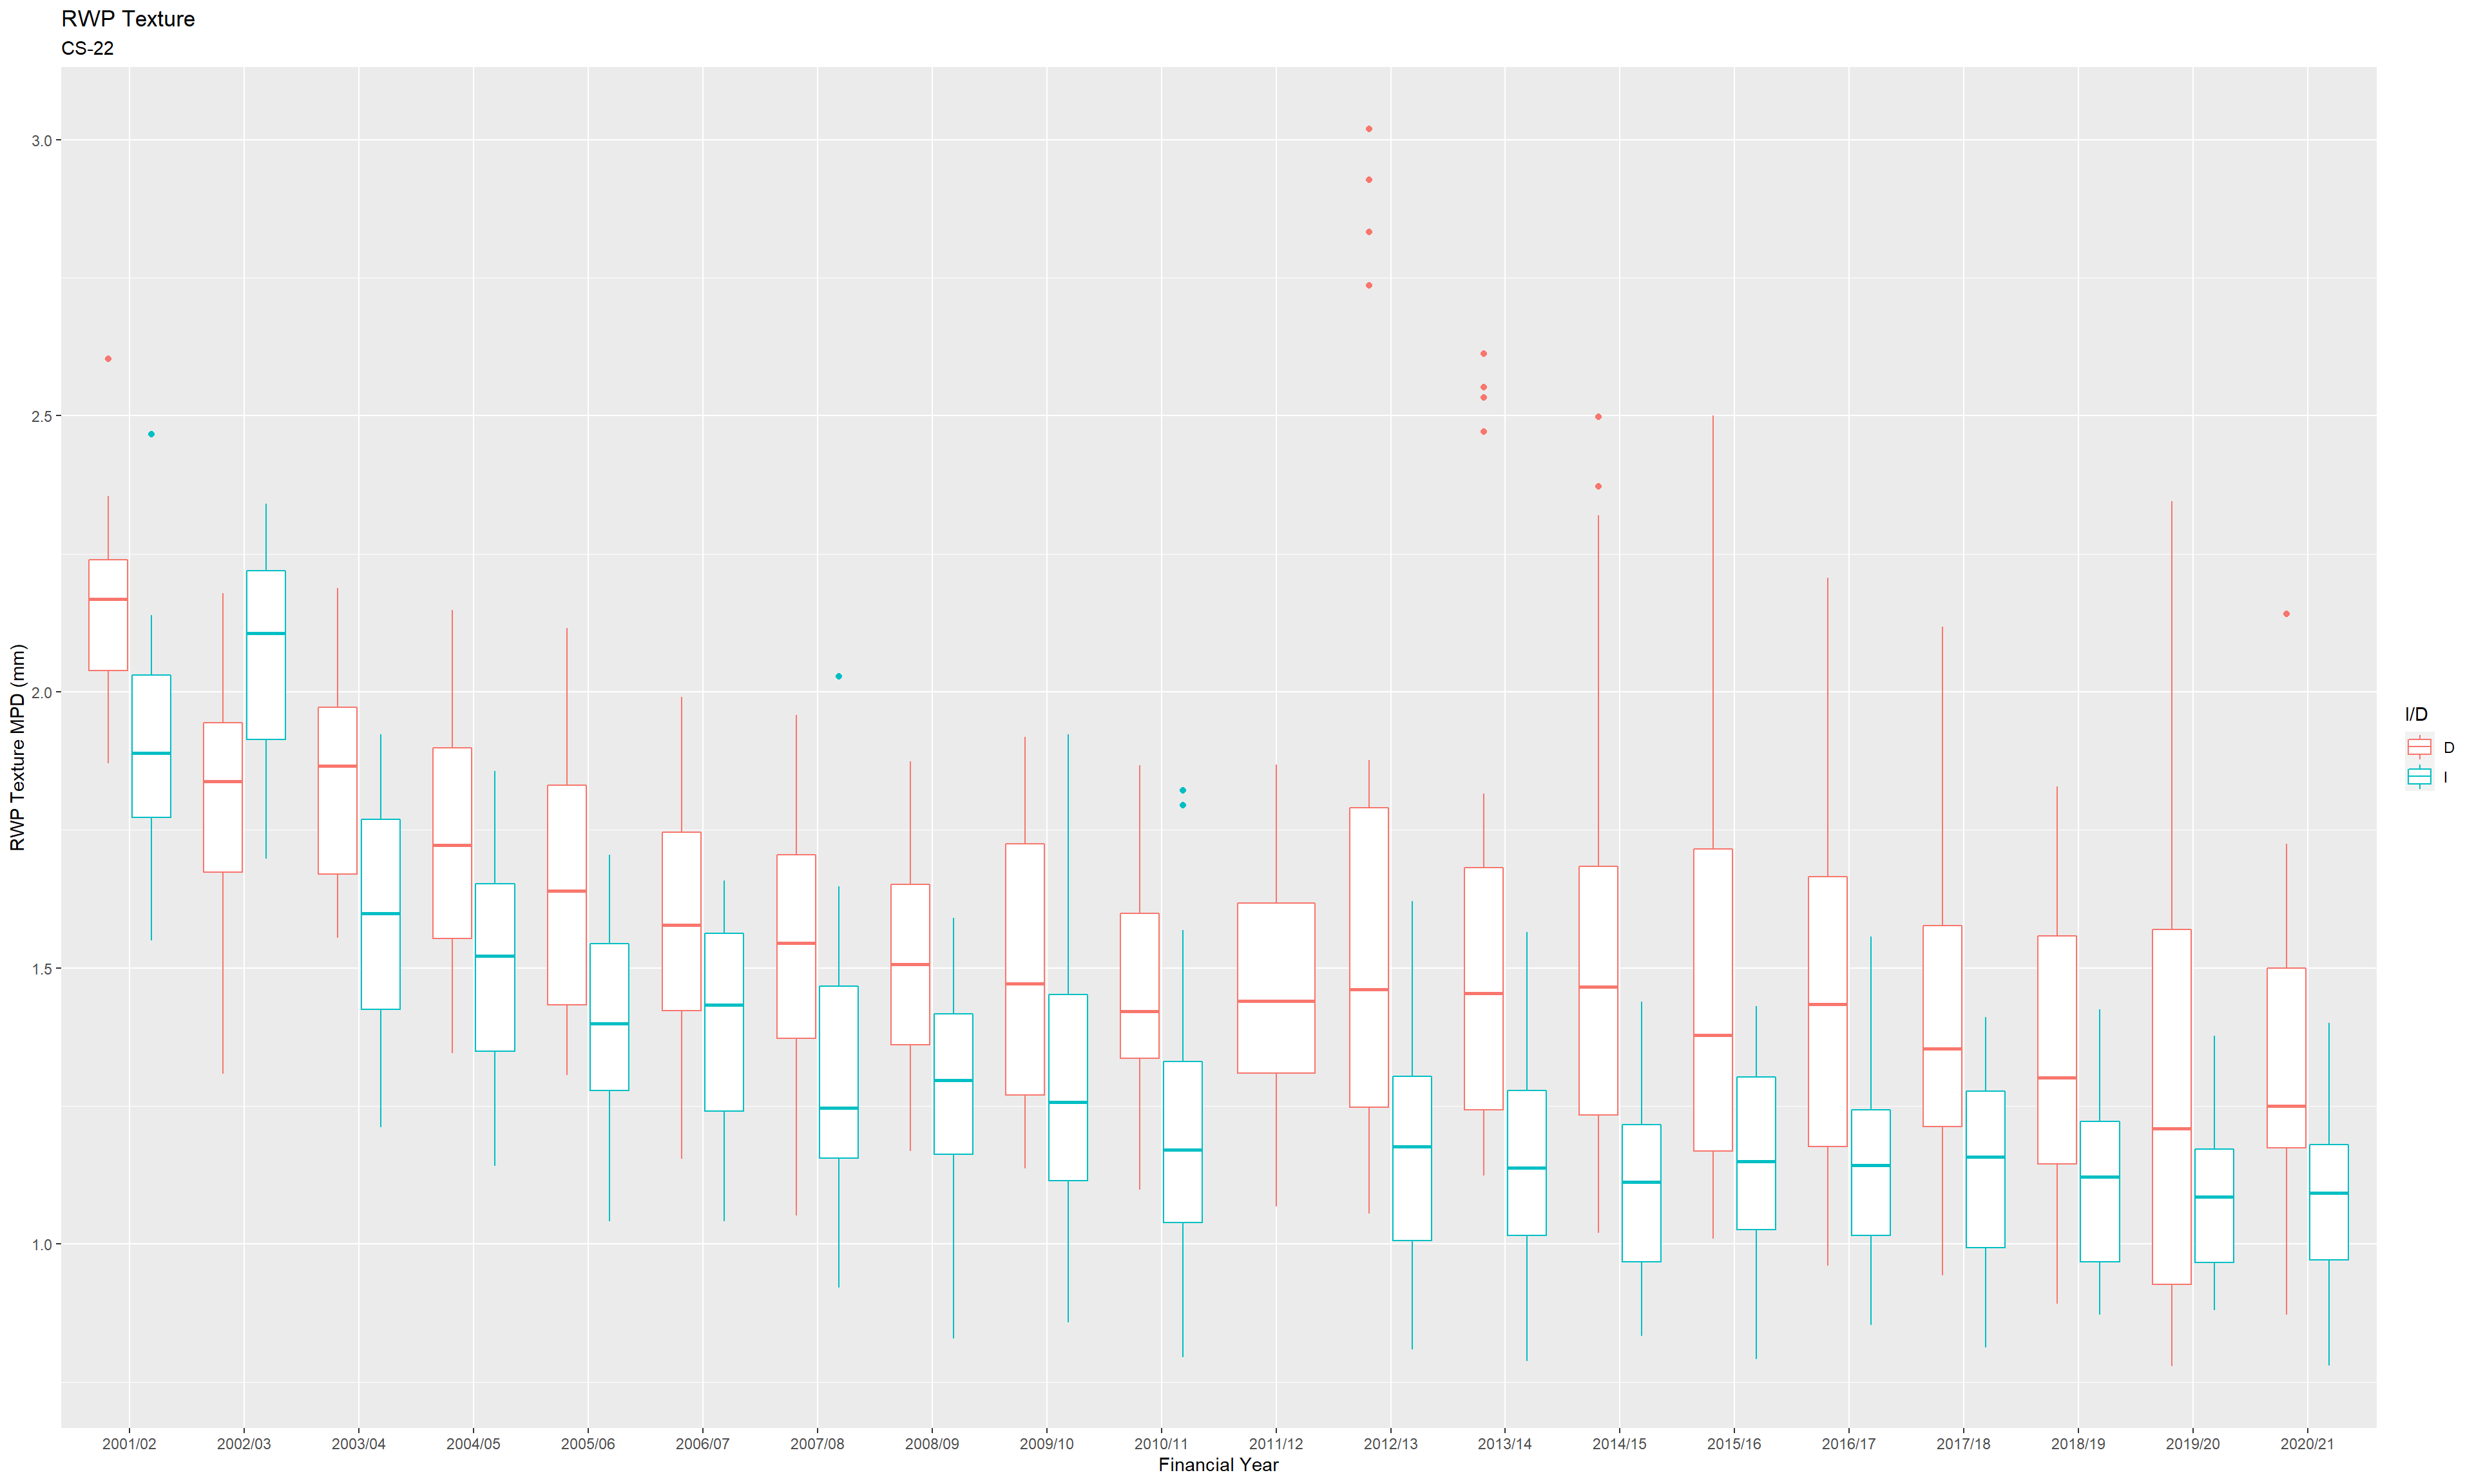 RWP Texture
CS-22
RWP Texture MPD (mm)
3.0
2.5
2.0
1.5
1.0
I/D
D
I
2001/02 2002/03 2003/04 2004/05 2005/06 2006/07 2007/08 2008/09 2009/10 2010/11 2011/12 2012/13 2013/14 2014/15 2015/16 2016/17 2017/18 2018/19 2019/20 2020/21
Financial Year